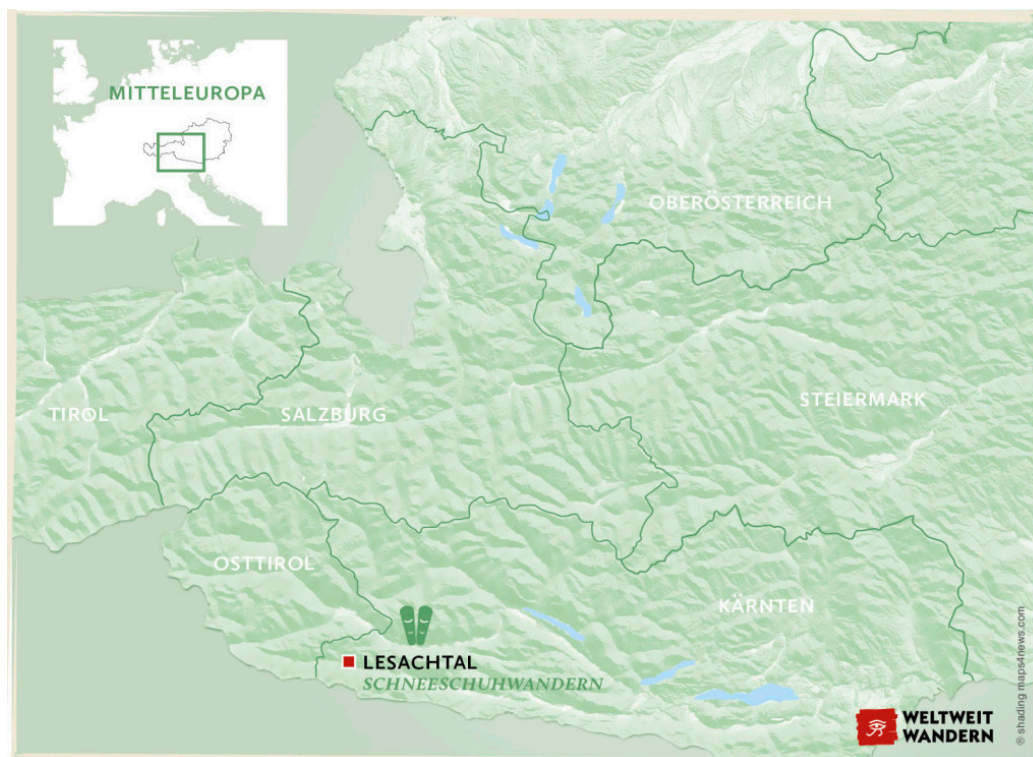 MITTELEUROPA
OBERÖSTERREICH
TIROL
SALZBURG
STEIERMARK
OSTTIROL
KÄRNTEN
LESACHTAL
SCHNEESCHUHWANDERN
WELTWEIT
WANDERN
© shading maps4news.com